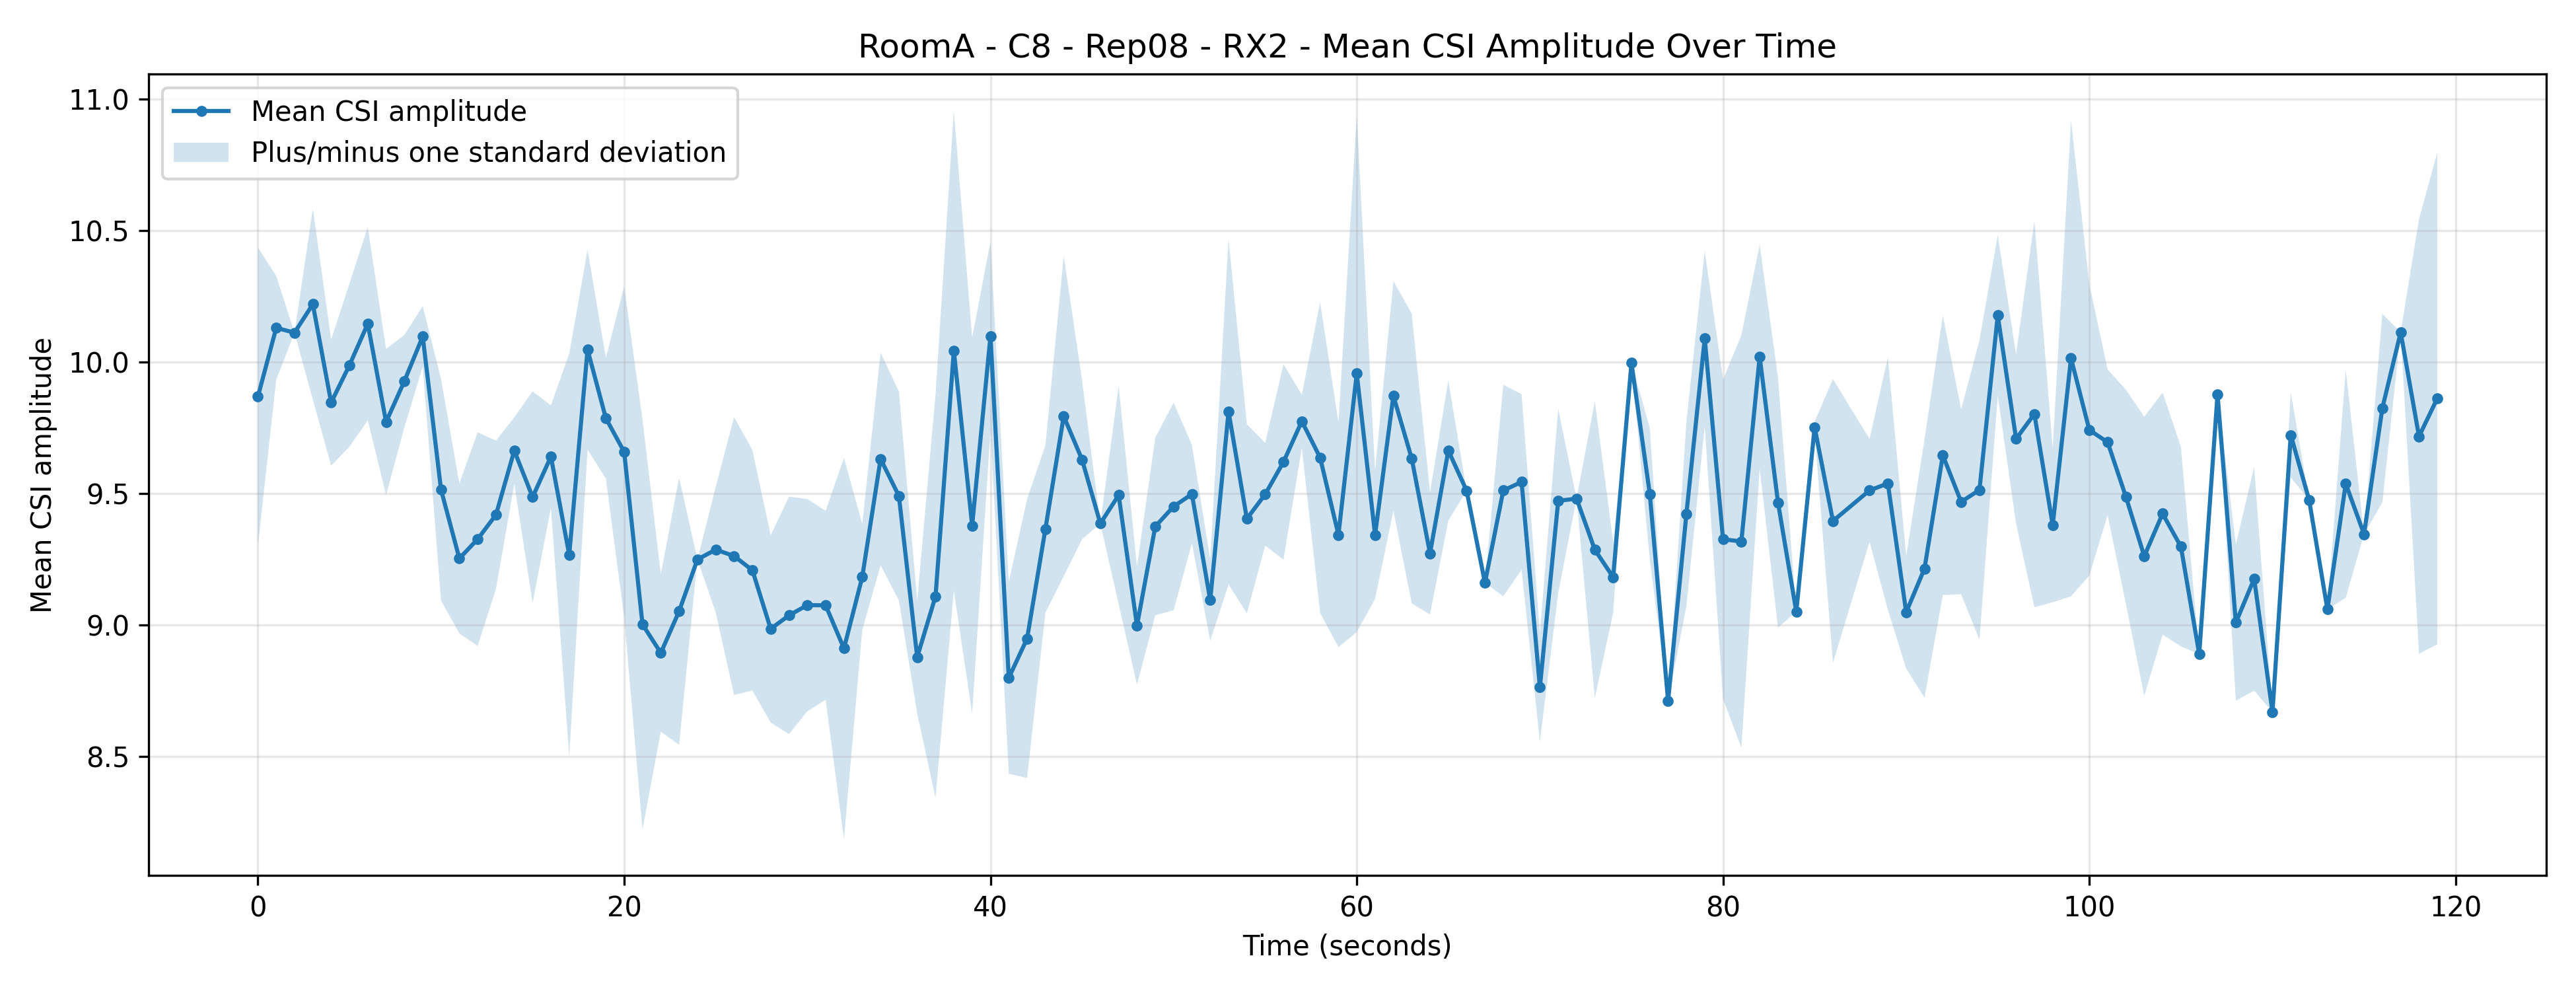 RoomA - C8 - Rep08 - RX2 - Mean CSI Amplitude Over Time
Mean CSI amplitude
Plus/minus one standard deviation
Mean CSI amplitude
11.0
10.5
10.0
9.5
9.0
8.5
0 20 40 60 80 100 120
Time (seconds)